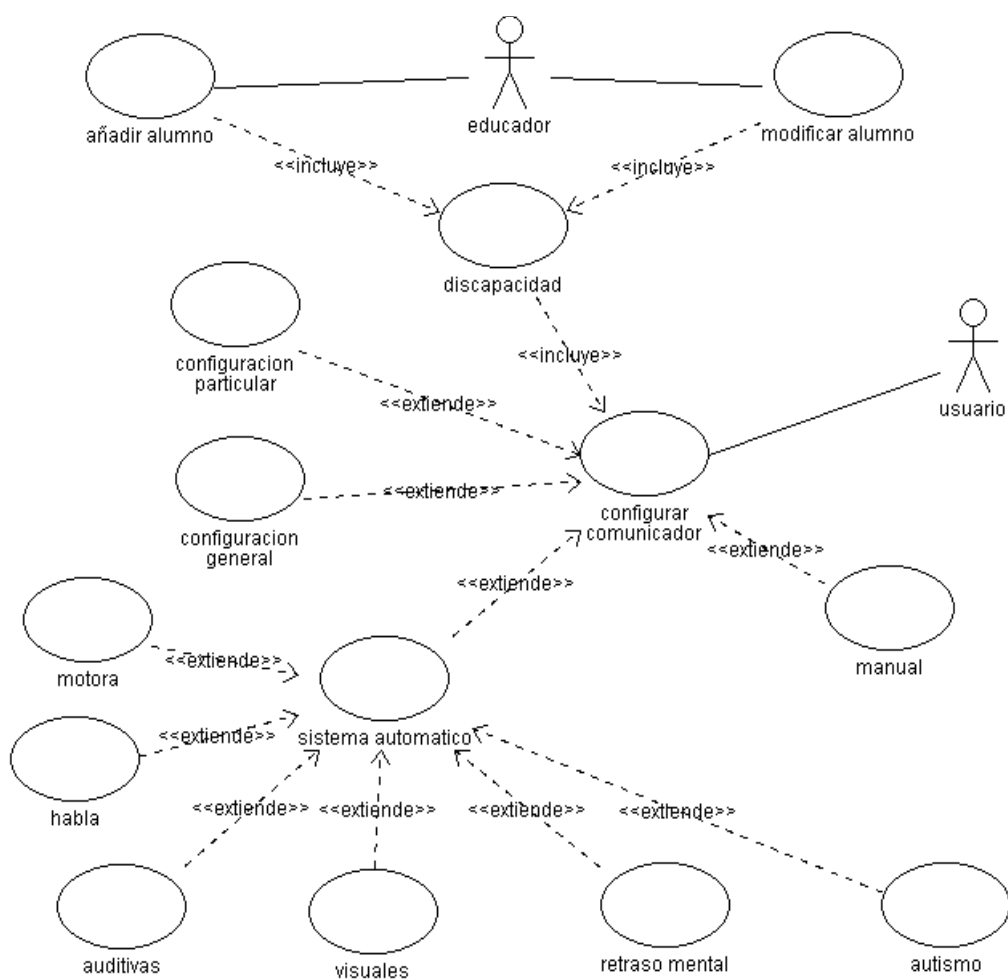 educador
añadir alumno
modificar alumno
<<incluye>>
<<incluye>>
discapacidad
<<incluye>>
configuracion
particular
usuario
<<extiende>>
<<extiende>>
configurar
comunicador
configuracion
general
<<extiende>>
<<extiende>>
manual
<<extiende>>
motora
<<extiende>>
sistema automatico
habla
<<extiende>>
<<extiende>>
<<extiende>>
<<extiende>>
auditivas
visuales
retraso mental
autismo